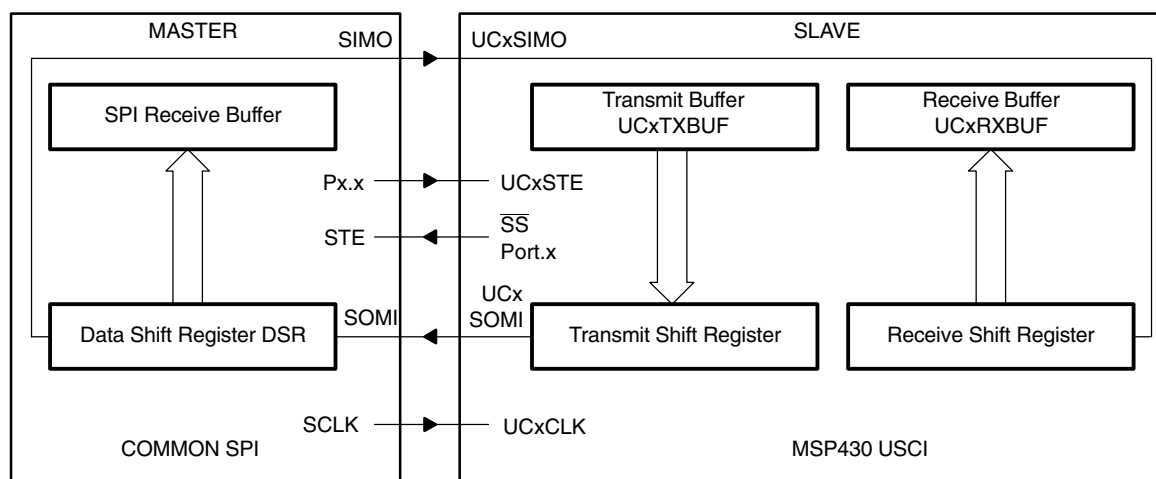 MASTER
SIMO
SPI Receive Buffer
Px.x
STE
Data Shift Register DSR
SOMI
SCLK
COMMON SPI
SLAVE
UCxSIMO
Transmit Buffer
UCxTXBUF
Receive Buffer
UCxRXBUF
UCxSTE
S̅S̅
Port.x
UCx
SOMI
Transmit Shift Register
Receive Shift Register
UCxCLK
MSP430 USCI